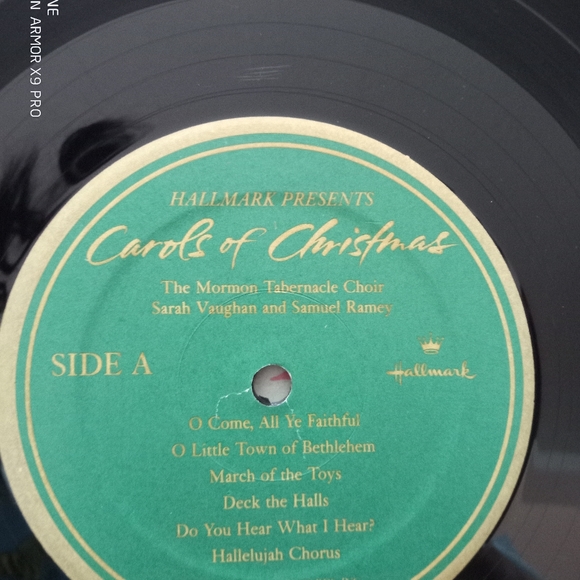 HALLMARK PRESENTS
Carols of Christmas
The Mormon Tabernacle Choir
Sarah Vaughan and Samuel Ramey
SIDE A
Hallmark
O Come, All Ye Faithful
O Little Town of Bethlehem
March of the Toys
Deck the Halls
Do You Hear What I Hear?
Hallelujah Chorus
NE
N ARMOR X9 PRO